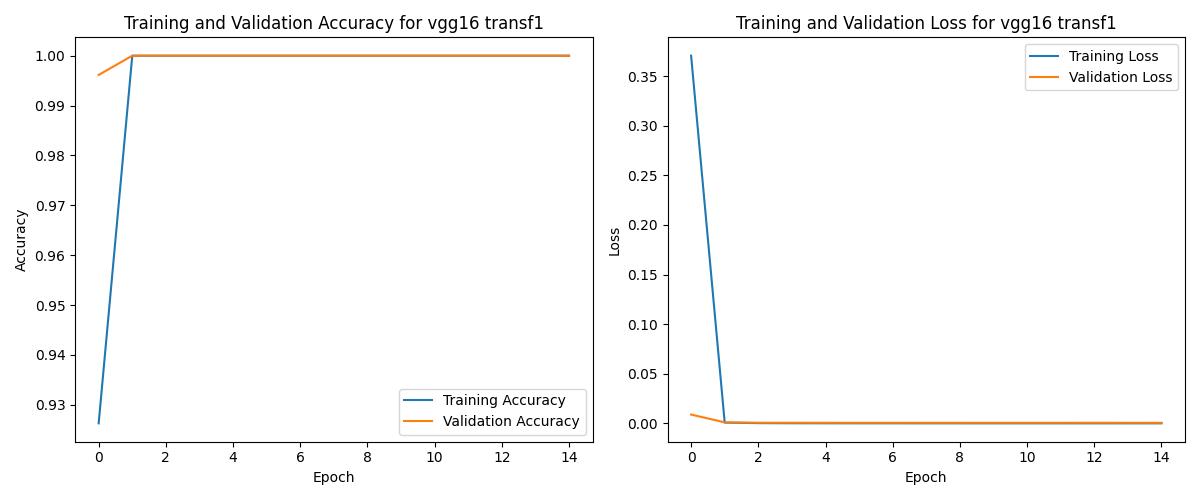 Training and Validation Accuracy for vgg16 transf1
1.00
0.99
0.98
0.97
0.96
0.95
0.94
0.93
Accuracy
Training Accuracy
Validation Accuracy
0 2 4 6 8 10 12 14
Epoch
Training and Validation Loss for vgg16 transf1
0.35
0.30
0.25
0.20
0.15
0.10
0.05
0.00
Loss
Training Loss
Validation Loss
0 2 4 6 8 10 12 14
Epoch